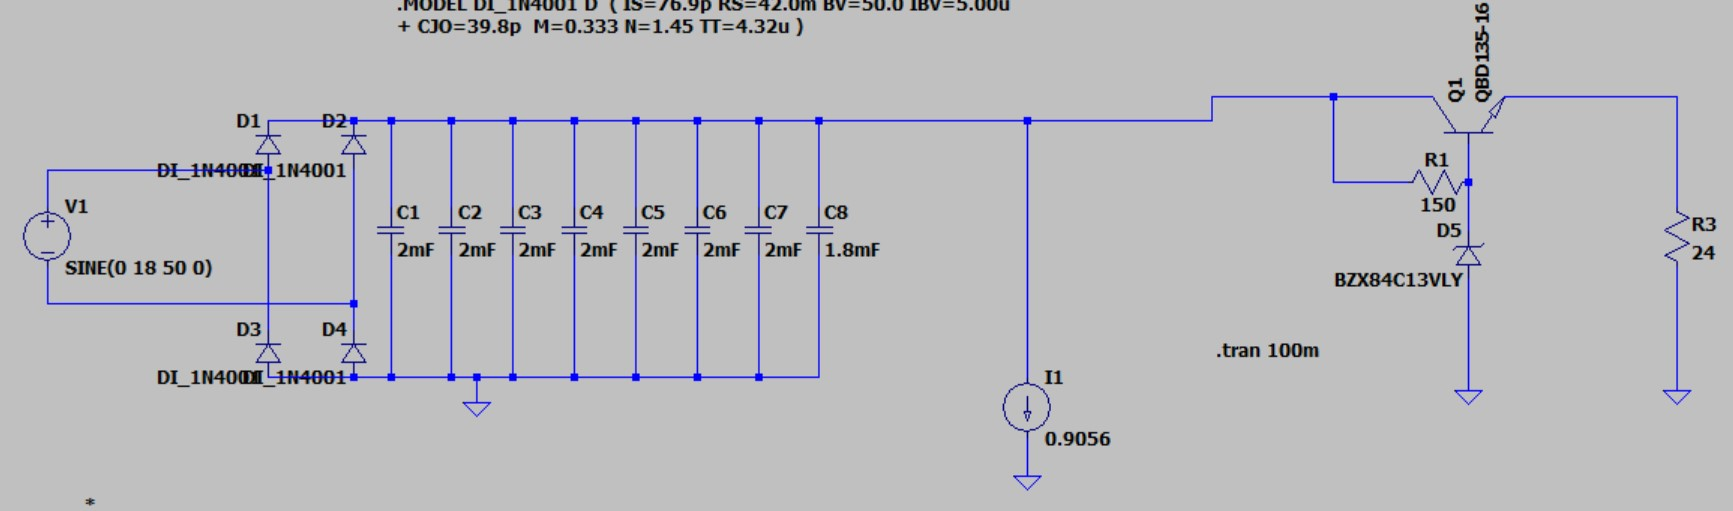 .MODEL DI_1N4001 D ( IS=76.9p RS=42.0m BV=50.0 IBV=5.00u
+ CJO=39.8p M=0.333 N=1.45 TT=4.32u )
QBD135-16
Q1
D1
D2
DI_1N4001
DI_1N4001
R1
150
V1
SINE(0 18 50 0)
C1
2mF
C2
2mF
C3
2mF
C4
2mF
C5
2mF
C6
2mF
C7
2mF
C8
1.8mF
D5
BZX84C13VLY
R3
24
D3
D4
DI_1N4001
DI_1N4001
.tran 100m
I1
0.9056
*